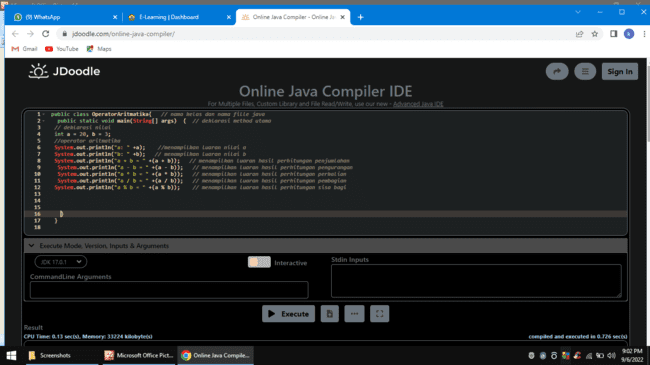 (1) WhatsApp
E-Learning | Dashboard
Online Java Compiler - Online Ja
jdoodle.com/online-java-compiler/
Gmail
YouTube
Maps
JDoodle
Sign In
Online Java Compiler IDE
For Multiple Files, Custom Library and File Read/Write, use our new - Advanced Java IDE
1 public class OperatorAritmatika{ // nama kelas dan nama fiile java
2 public static void main(String[] args) { // deklarasi method utama
3 // deklarasi nilai
4 int a = 20, b = 3;
5 //operator aritmatika
6 System.out.println("a: " +a); //menampilkan luaran nilai a
7 System.out.println("b: " +b); // menampilkan luaran nilai b
8 System.out.println("a + b = " +(a + b)); // menampilkan luaran hasil perhitungan penjumlahan
9 System.out.println("a - b = " +(a - b)); // menampilkan luaran hasil perhitungan pengurangan
10 System.out.println("a * b = " +(a * b)); // menampilkan luaran hasil perhitungan perkalian
11 System.out.println("a / b = " +(a / b)); // menampilkan luaran hasil perhitungan pembagian
12 System.out.println("a % b = " +(a % b)); // menampilkan luaran hasil perhitungan sisa bagi
16 }
17 }
18
Execute Mode, Version, Inputs & Arguments
JDK 17.0.1
Interactive
Stdin Inputs
CommandLine Arguments
Execute
Result
CPU Time: 0.13 sec(s), Memory: 33224 kilobyte(s)
compiled and executed in 0.726 sec(s)
Screenshots
Microsoft Office Pict...
Online Java Compile...
9:02 PM
9/6/2022